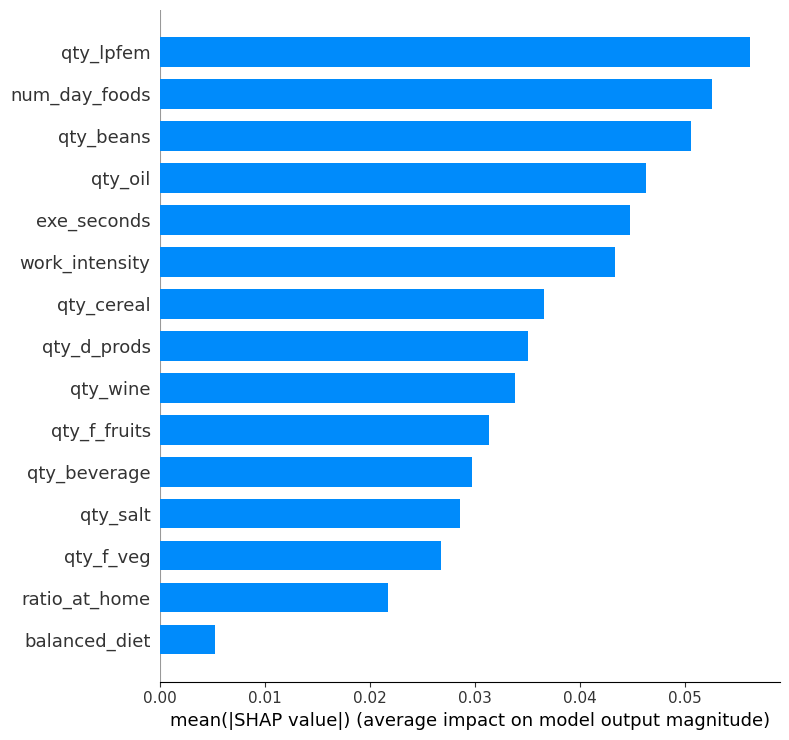 qty_lpfem
num_day_foods
qty_beans
qty_oil
exe_seconds
work_intensity
qty_cereal
qty_d_prods
qty_wine
qty_f_fruits
qty_beverage
qty_salt
qty_f_veg
ratio_at_home
balanced_diet
0.00 0.01 0.02 0.03 0.04 0.05
mean(|SHAP value|) (average impact on model output magnitude)